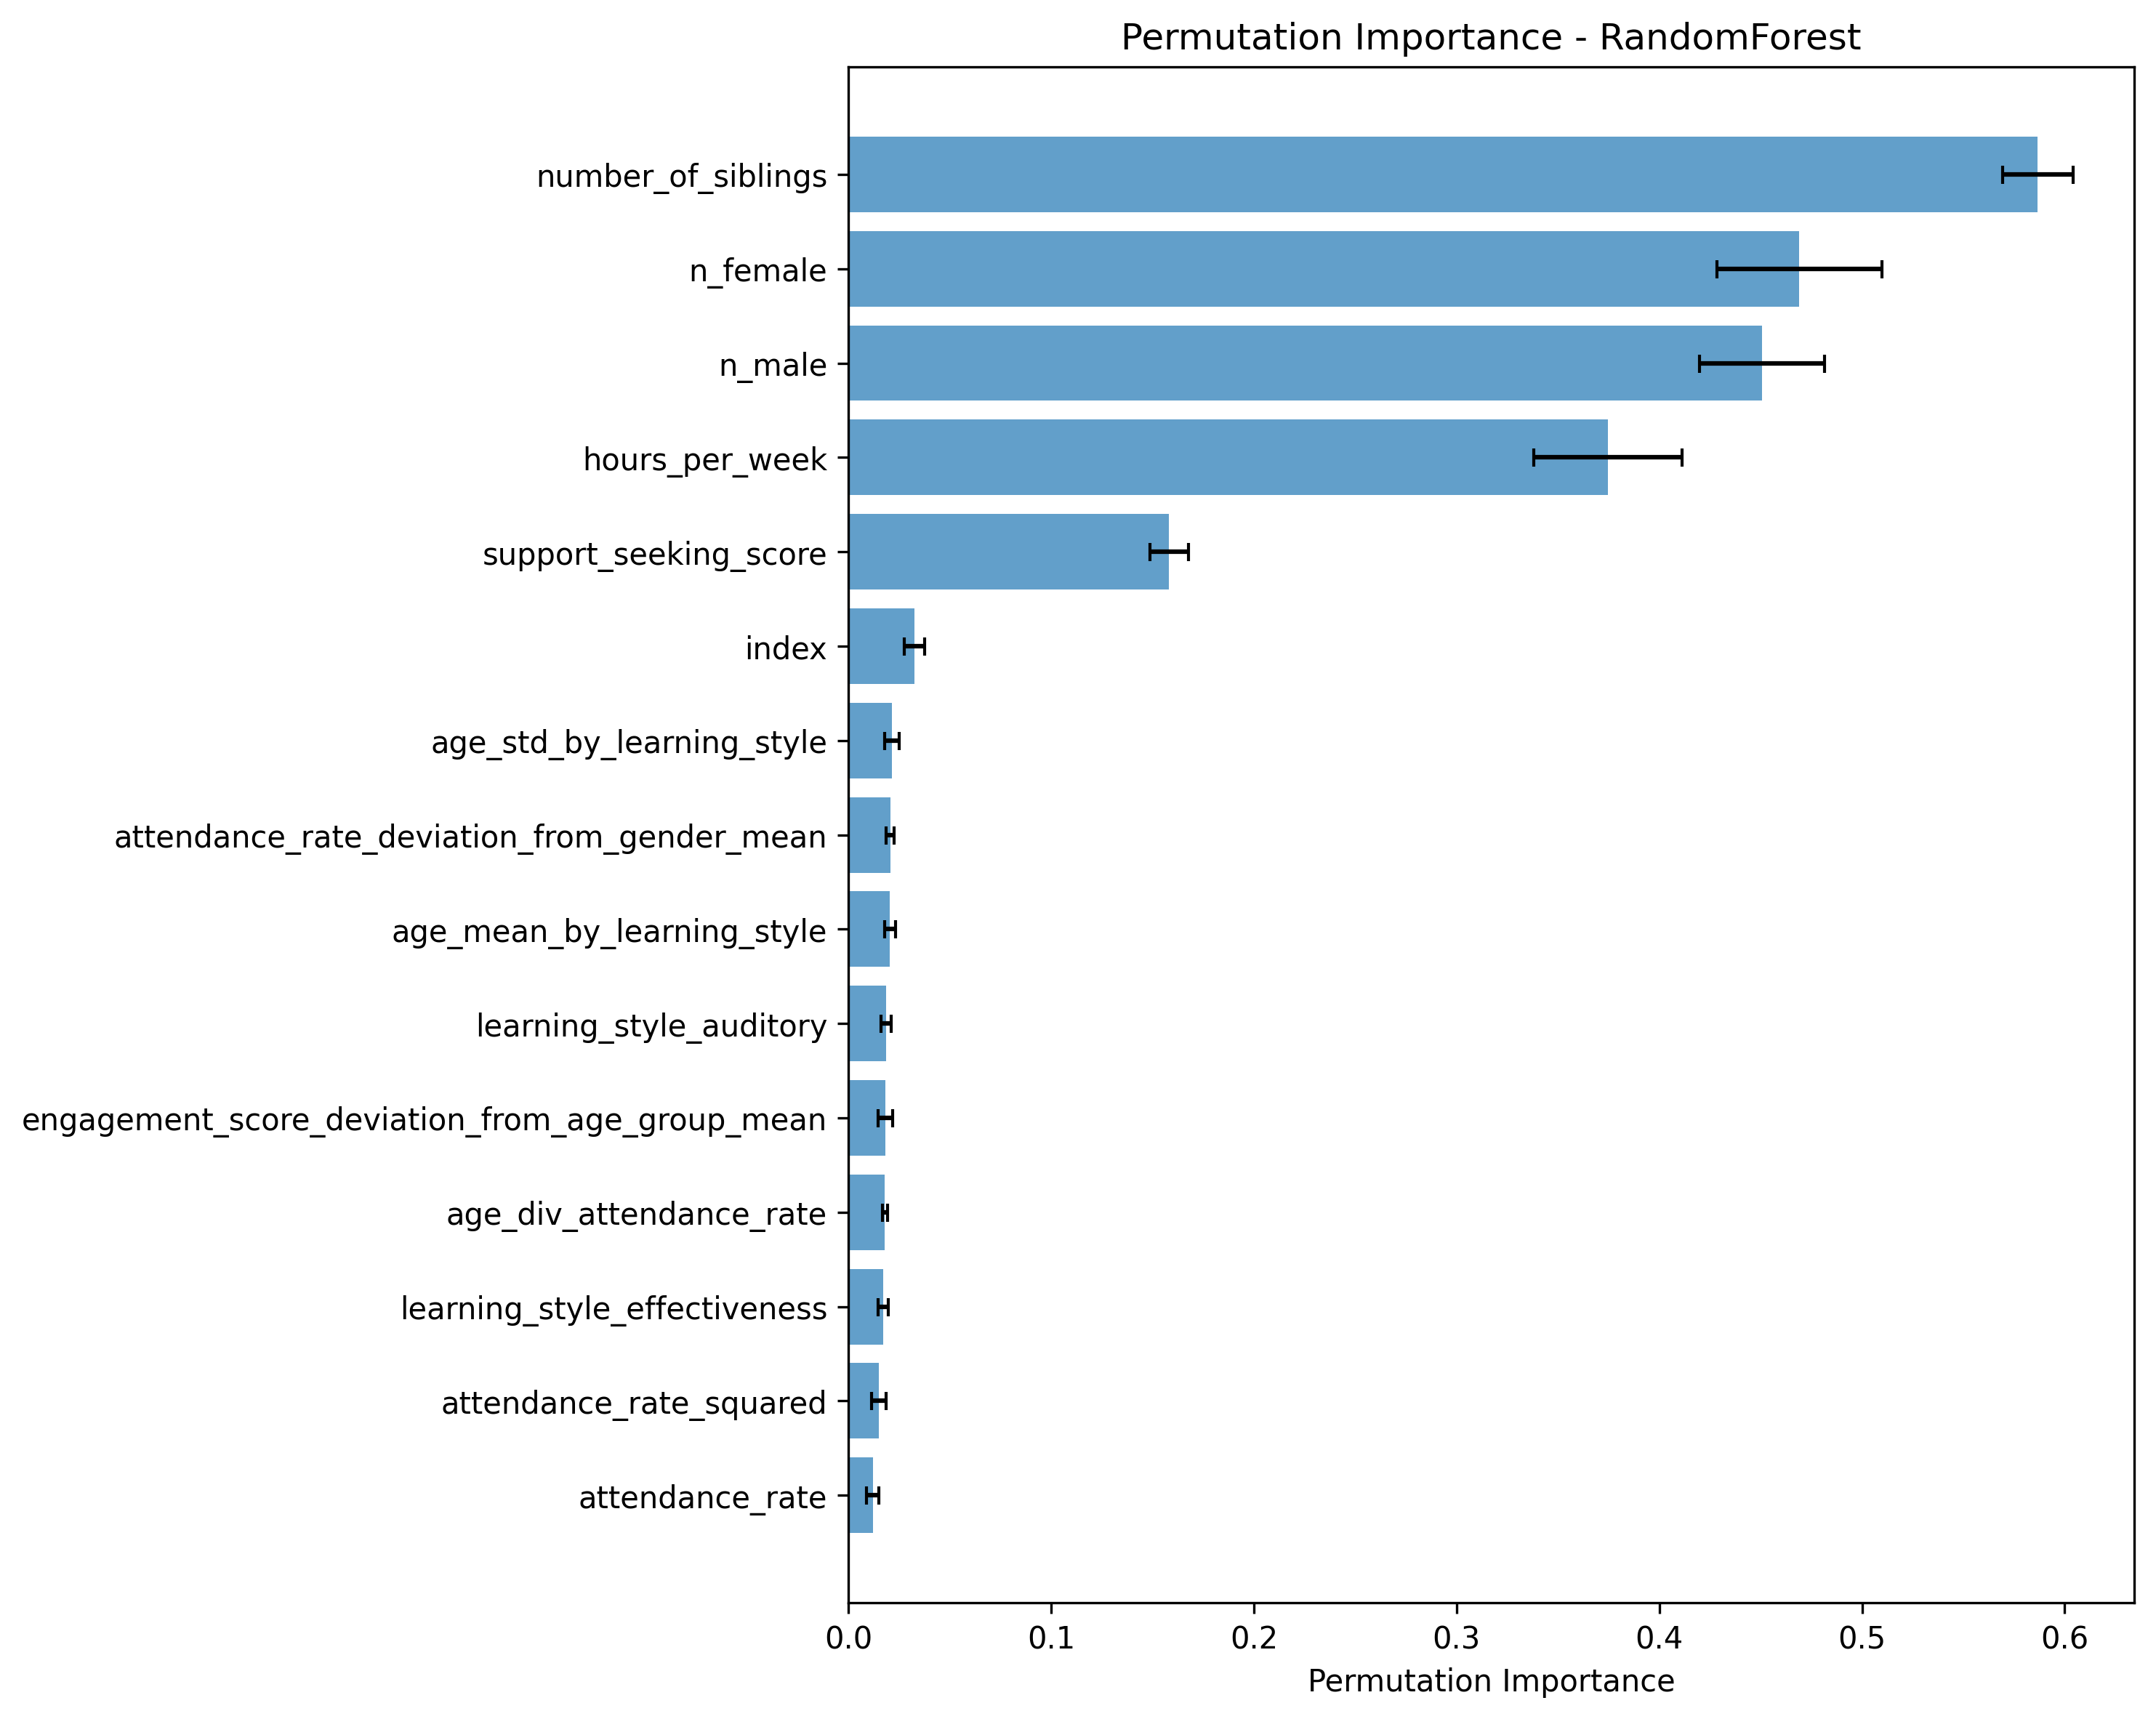 Permutation Importance - RandomForest
number_of_siblings
n_female
n_male
hours_per_week
support_seeking_score
index
age_std_by_learning_style
attendance_rate_deviation_from_gender_mean
age_mean_by_learning_style
learning_style_auditory
engagement_score_deviation_from_age_group_mean
age_div_attendance_rate
learning_style_effectiveness
attendance_rate_squared
attendance_rate
0.0 0.1 0.2 0.3 0.4 0.5 0.6
Permutation Importance